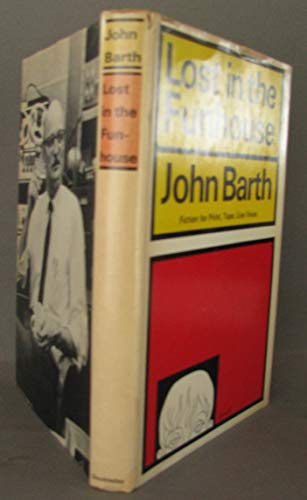 John
Barth
Lost
in the
Fun-
house
Doubleday
Lost in the
Funhouse
John Barth
Fiction for Print, Tape, Live Voice